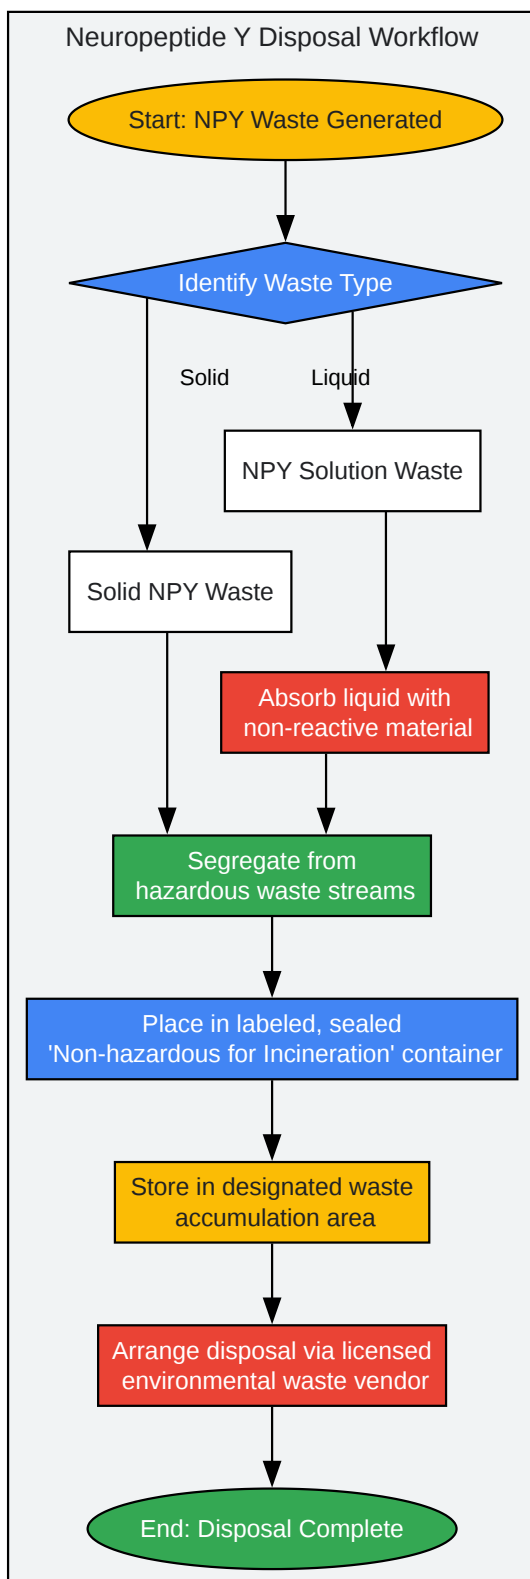 Neuropeptide Y Disposal Workflow
Start: NPY Waste Generated
Identify Waste Type
Solid
Liquid
NPY Solution Waste
Solid NPY Waste
Absorb liquid with
non-reactive material
Segregate from
hazardous waste streams
Place in labeled, sealed
'Non-hazardous for Incineration' container
Store in designated waste
accumulation area
Arrange disposal via licensed
environmental waste vendor
End: Disposal Complete